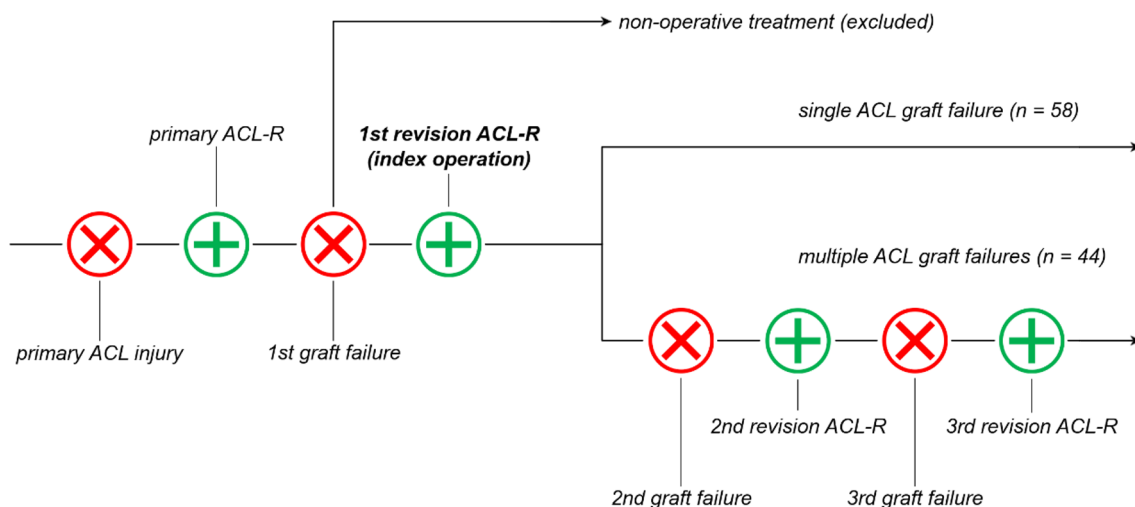 non-operative treatment (excluded)
single ACL graft failure (n = 58)
primary ACL-R
1st revision ACL-R
(index operation)
multiple ACL graft failures (n = 44)
primary ACL injury
1st graft failure
2nd revision ACL-R
3rd revision ACL-R
2nd graft failure
3rd graft failure